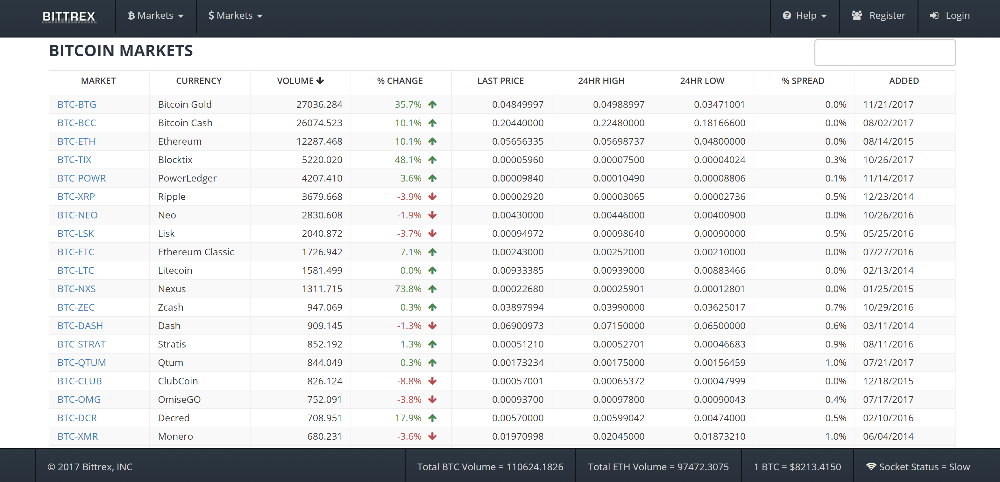 BITTREX Markets $ Markets Help Register Login
BITCOIN MARKETS
MARKET CURRENCY VOLUME % CHANGE LAST PRICE 24HR HIGH 24HR LOW % SPREAD ADDED
BTC-BTG Bitcoin Gold 27036.284 35.7% 0.04849997 0.04988997 0.03471001 0.0% 11/21/2017
BTC-BCC Bitcoin Cash 26074.523 10.1% 0.20440000 0.22480000 0.18166600 0.0% 08/02/2017
BTC-ETH Ethereum 12287.468 10.1% 0.05656335 0.05698737 0.04800000 0.0% 08/14/2015
BTC-TIX Blocktix 5220.020 48.1% 0.00005960 0.00007500 0.00004024 0.3% 10/26/2017
BTC-POWR PowerLedger 4207.410 3.6% 0.00009840 0.00010490 0.00008806 0.1% 11/14/2017
BTC-XRP Ripple 3679.668 -3.9% 0.00002920 0.00003065 0.00002736 0.5% 12/23/2014
BTC-NEO Neo 2830.608 -1.9% 0.00430000 0.00446000 0.00400900 0.0% 10/26/2016
BTC-LSK Lisk 2040.872 -3.7% 0.00094972 0.00098640 0.00090000 0.5% 05/25/2016
BTC-ETC Ethereum Classic 1726.942 7.1% 0.00243000 0.00252000 0.00210000 0.0% 07/27/2016
BTC-LTC Litecoin 1581.499 0.0% 0.00933385 0.00939000 0.00883466 0.0% 02/13/2014
BTC-NXS Nexus 1311.715 73.8% 0.00022680 0.00025901 0.00012801 0.0% 01/25/2015
BTC-ZEC Zcash 947.069 0.3% 0.03897994 0.03990000 0.03625017 0.7% 10/29/2016
BTC-DASH Dash 909.145 -1.3% 0.06900973 0.07150000 0.06500000 0.6% 03/11/2014
BTC-STRAT Stratis 852.192 1.3% 0.00051210 0.00052701 0.00046683 0.9% 08/11/2016
BTC-QTUM Qtum 844.049 0.3% 0.00173234 0.00175000 0.00156459 1.0% 07/21/2017
BTC-CLUB ClubCoin 826.124 -8.8% 0.00057001 0.00065372 0.00047999 0.0% 12/18/2015
BTC-OMG OmiseGO 752.091 -3.8% 0.00093700 0.00097800 0.00090043 0.4% 07/17/2017
BTC-DCR Decred 708.951 17.9% 0.00570000 0.00599042 0.00474000 0.5% 02/10/2016
BTC-XMR Monero 680.231 -3.6% 0.01970998 0.02045000 0.01873210 1.0% 06/04/2014
© 2017 Bittrex, INC Total BTC Volume = 110624.1826 Total ETH Volume = 97472.3075 1 BTC = $8213.4150 Socket Status = Slow